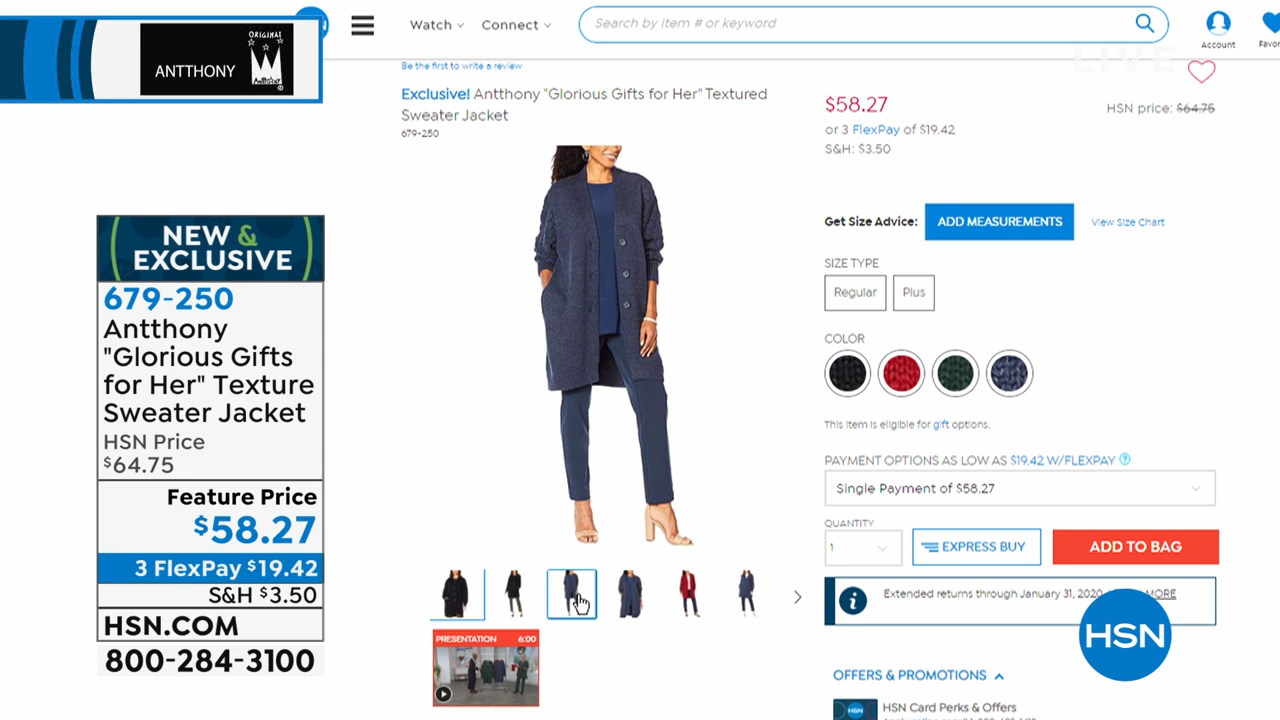 ANTTHONY
ORIGINAL
Watch
Connect
Search by item # or keyword
Account
LIVE
Be the first to write a review
Exclusive! Antthony "Glorious Gifts for Her" Textured
Sweater Jacket
679-250
$58.27
HSN price: $64.75
or 3 FlexPay of $19.42
S&H: $3.50
Get Size Advice:
ADD MEASUREMENTS
View Size Chart
SIZE TYPE
Regular
Plus
COLOR
This item is eligible for gift options.
PAYMENT OPTIONS AS LOW AS $19.42 W/FLEXPAY ?
Single Payment of $58.27
QUANTITY
1
EXPRESS BUY
ADD TO BAG
i
Extended returns through January 31, 2020.
MORE
HSN
OFFERS & PROMOTIONS
HSN
HSN Card Perks & Offers
NEW &
EXCLUSIVE
679-250
Antthony
"Glorious Gifts
for Her" Texture
Sweater Jacket
HSN Price
$64.75
Feature Price
$58.27
3 FlexPay $19.42
S&H $3.50
HSN.COM
800-284-3100
PRESENTATION 6:00